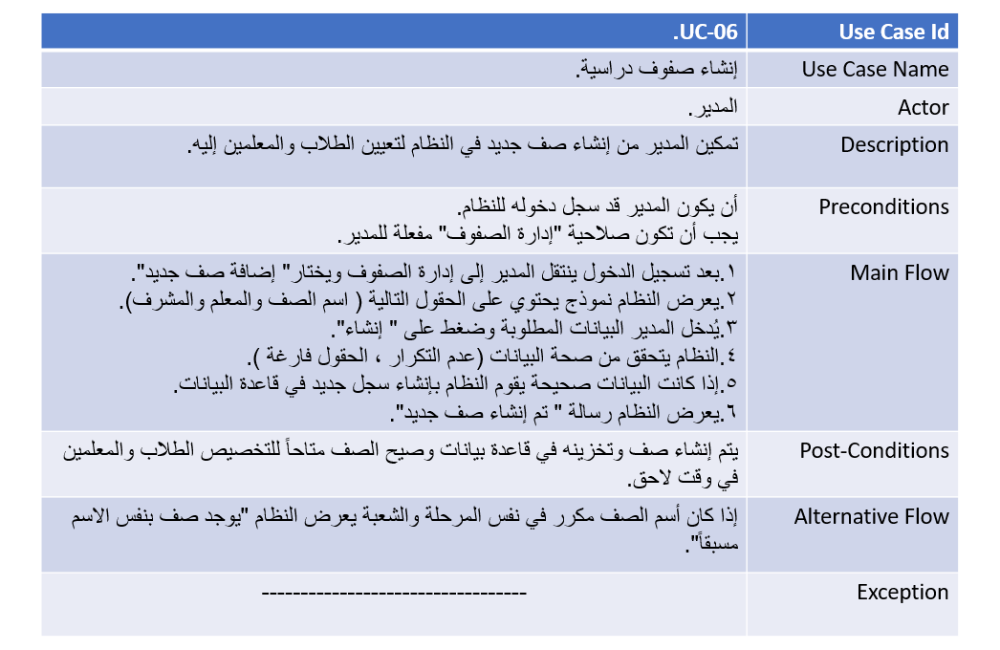 Use Case Id
UC-06.
Use Case Name
إنشاء صفوف دراسية.
Actor
المدير.
Description
تمكين المدير من إنشاء صف جديد في النظام لتعيين الطلاب والمعلمين إليه.
Preconditions
أن يكون المدير قد سجل دخوله للنظام.
يجب أن تكون صلاحية "إدارة الصفوف" مفعلة للمدير.
Main Flow
١.بعد تسجيل الدخول ينتقل المدير إلى إدارة الصفوف ويختار" إضافة صف جديد".
٢.يعرض النظام نموذج يحتوي على الحقول التالية ( اسم الصف والمعلم والمشرف).
٣.يُدخل المدير البيانات المطلوبة وضغط على " إنشاء".
٤.النظام يتحقق من صحة البيانات (عدم التكرار ، الحقول فارغة ).
٥.إذا كانت البيانات صحيحة يقوم النظام بإنشاء سجل جديد في قاعدة البيانات.
٦.يعرض النظام رسالة " تم إنشاء صف جديد".
Post-Conditions
يتم إنشاء صف وتخزينه في قاعدة بيانات وصيح الصف متاحاً للتخصيص الطلاب والمعلمين
في وقت لاحق.
Alternative Flow
إذا كان أسم الصف مكرر في نفس المرحلة والشعبة يعرض النظام "يوجد صف بنفس الاسم
مسبقاً".
Exception
----------------------------------